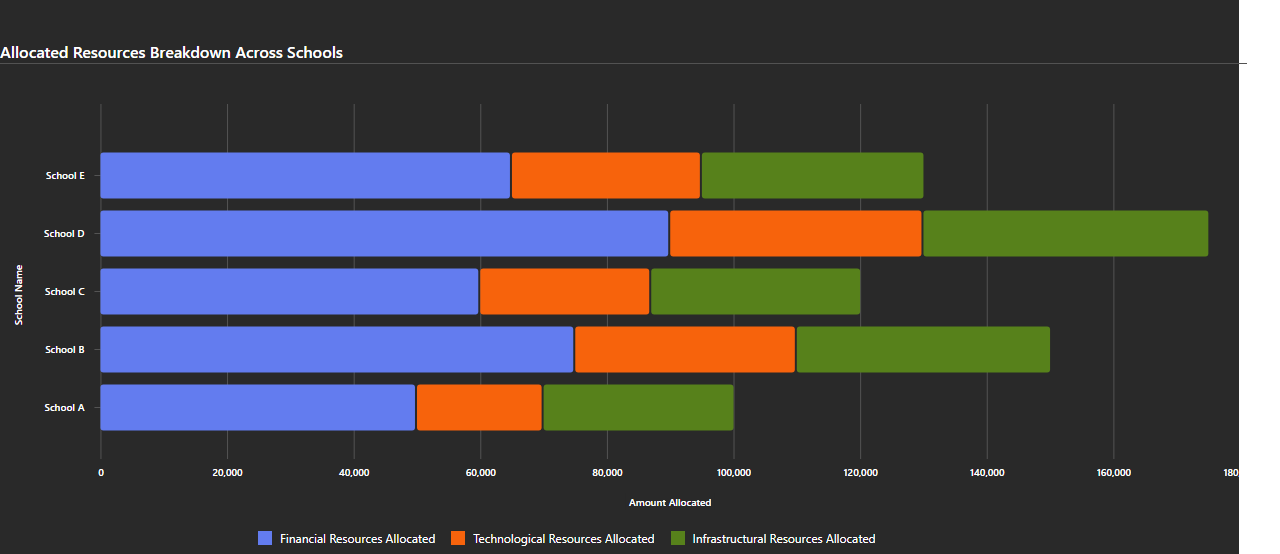 Allocated Resources Breakdown Across Schools
School E
School D
School C
School B
School A
School Name
0 20,000 40,000 60,000 80,000 100,000 120,000 140,000 160,000 180,
Amount Allocated
Financial Resources Allocated Technological Resources Allocated Infrastructural Resources Allocated